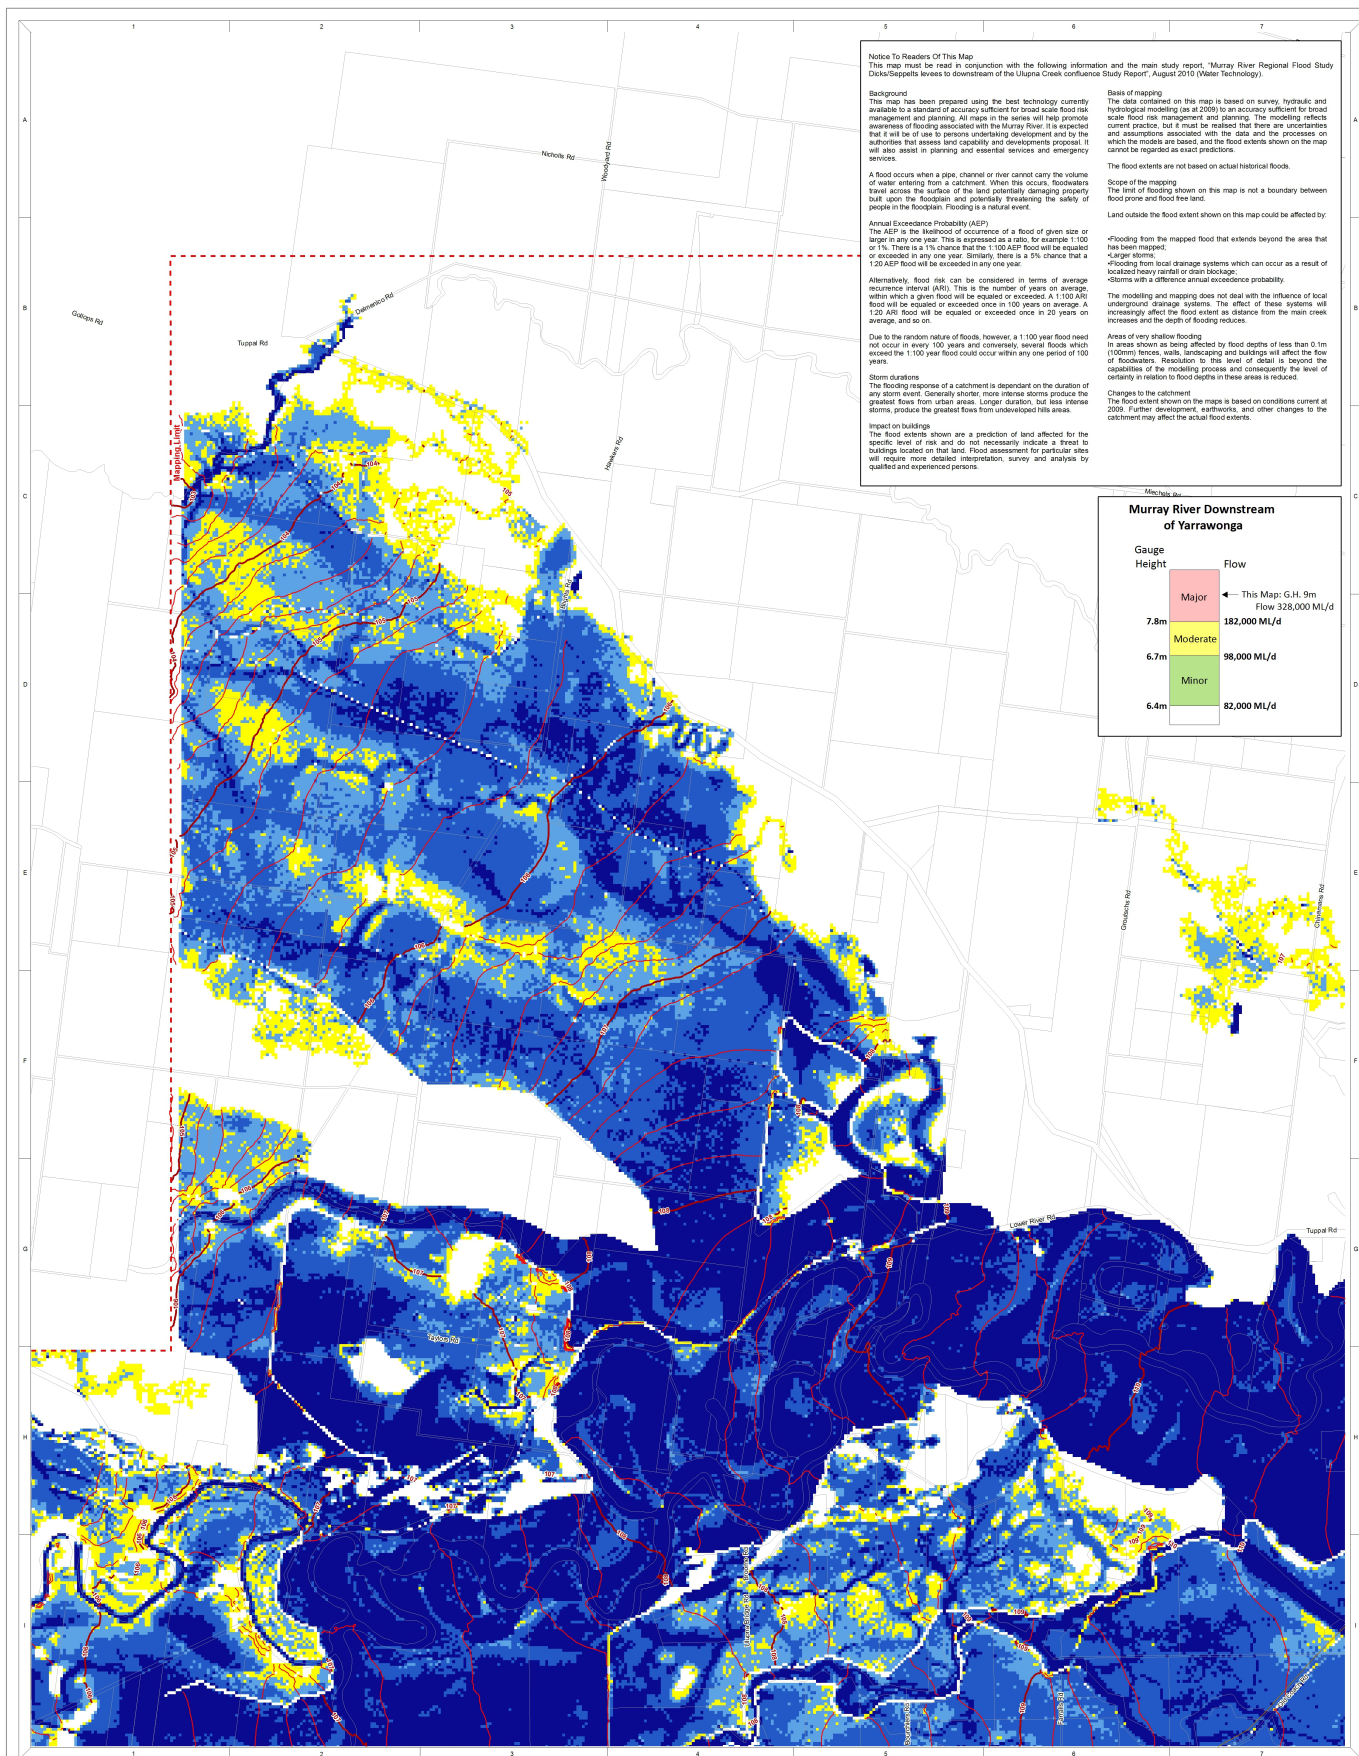 1 2 3 4 5 6 7
Notice To Readers Of This Map
This map must be read in conjunction with the following information and the main study report, "Murray River Regional Flood Study
Dicks/Seppelts levees to downstream of the Ulupna Creek confluence Study Report", August 2010 (Water Technology).
Background
This map has been prepared using the best technology currently
available to a standard of accuracy sufficient for broad scale flood risk
management and planning. All maps in the series will help promote
awareness of flooding associated with the Murray River. It is expected
that it will be of use to persons undertaking development and by the
authorities that assess land capability and developments proposal. It
will also assist in planning and essential services and emergency
services.
A flood occurs when a pipe, channel or river cannot carry the volume
of water entering from a catchment. When this occurs, floodwaters
travel across the surface of the land potentially damaging property
built upon the floodplain and potentially threatening the safety of
people in the floodplain. Flooding is a natural event.
Annual Exceedance Probability (AEP)
The AEP is the likelihood of occurrence of a flood of given size or
larger in any one year. This is expressed as a ratio, for example 1:100
or 1%. There is a 1% chance that the 1:100 AEP flood will be equaled
or exceeded in any one year. Similarly, there is a 5% chance that a
1:20 AEP flood will be exceeded in any one year.
Alternatively, flood risk can be considered in terms of average
recurrence interval (ARI). This is the number of years on average,
within which a given flood will be equaled or exceeded. A 1:100 ARI
flood will be equaled or exceeded once in 100 years on average. A
1:20 ARI flood will be equaled or exceeded once in 20 years on
average, and so on.
Due to the random nature of floods, however, a 1:100 year flood need
not occur in every 100 years and conversely, several floods which
exceed the 1:100 year flood could occur within any one period of 100
years.
Storm durations
The flooding response of a catchment is dependant on the duration of
any storm event. Generally shorter, more intense storms produce the
greatest flows from urban areas. Longer duration, but less intense
storms, produce the greatest flows from undeveloped hills areas.
Impact on buildings
The flood extents shown are a prediction of land affected for the
specific level of risk and do not necessarily indicate a threat to
buildings located on that land. Flood assessment for particular sites
will require more detailed interpretation, survey and analysis by
qualified and experienced persons.
Basis of mapping
The data contained on this map is based on survey, hydraulic and
hydrological modelling (as at 2009) to an accuracy sufficient for broad
scale flood risk management and planning. The modelling reflects
current practice, but it must be realised that there are uncertainties
and assumptions associated with the data and the processes on
which the models are based, and the flood extents shown on the map
cannot be regarded as exact predictions.
The flood extents are not based on actual historical floods.
Scope of the mapping
The limit of flooding shown on this map is not a boundary between
flood prone and flood free land.
Land outside the flood extent shown on this map could be affected by:
•Flooding from the mapped flood that extends beyond the area that
has been mapped;
•Larger storms;
•Flooding from local drainage systems which can occur as a result of
localized heavy rainfall or drain blockage;
•Storms with a difference annual exceedence probability.
The modelling and mapping does not deal with the influence of local
underground drainage systems. The effect of these systems will
increasingly affect the flood extent as distance from the main creek
increases and the depth of flooding reduces.
Areas of very shallow flooding
In areas shown as being affected by flood depths of less than 0.1m
(100mm) fences, walls, landscaping and buildings will affect the flow
of floodwaters. Resolution to this level of detail is beyond the
capabilities of the modelling process and consequently the level of
certainty in relation to flood depths in these areas is reduced.
Changes to the catchment
The flood extent shown on the maps is based on conditions current at
2009. Further development, earthworks, and other changes to the
catchment may affect the actual flood extents.
Murray River Downstream
of Yarrawonga
Gauge
Height
Flow
Major
This Map: G.H. 9m
Flow 328,000 ML/d
7.8m
182,000 ML/d
Moderate
6.7m
98,000 ML/d
Minor
6.4m
82,000 ML/d
A
B
C
D
E
F
G
H
I
Nicholls Rd
Woodyard Rd
Gollops Rd
Tuppal Rd
Dalmenico Rd
Hawkers Rd
Mapping Limit
Groutschs Rd
Chinamans Rd
Lower River Rd
Tuppal Rd
Taylors Rd
1 2 3 4 5 6 7